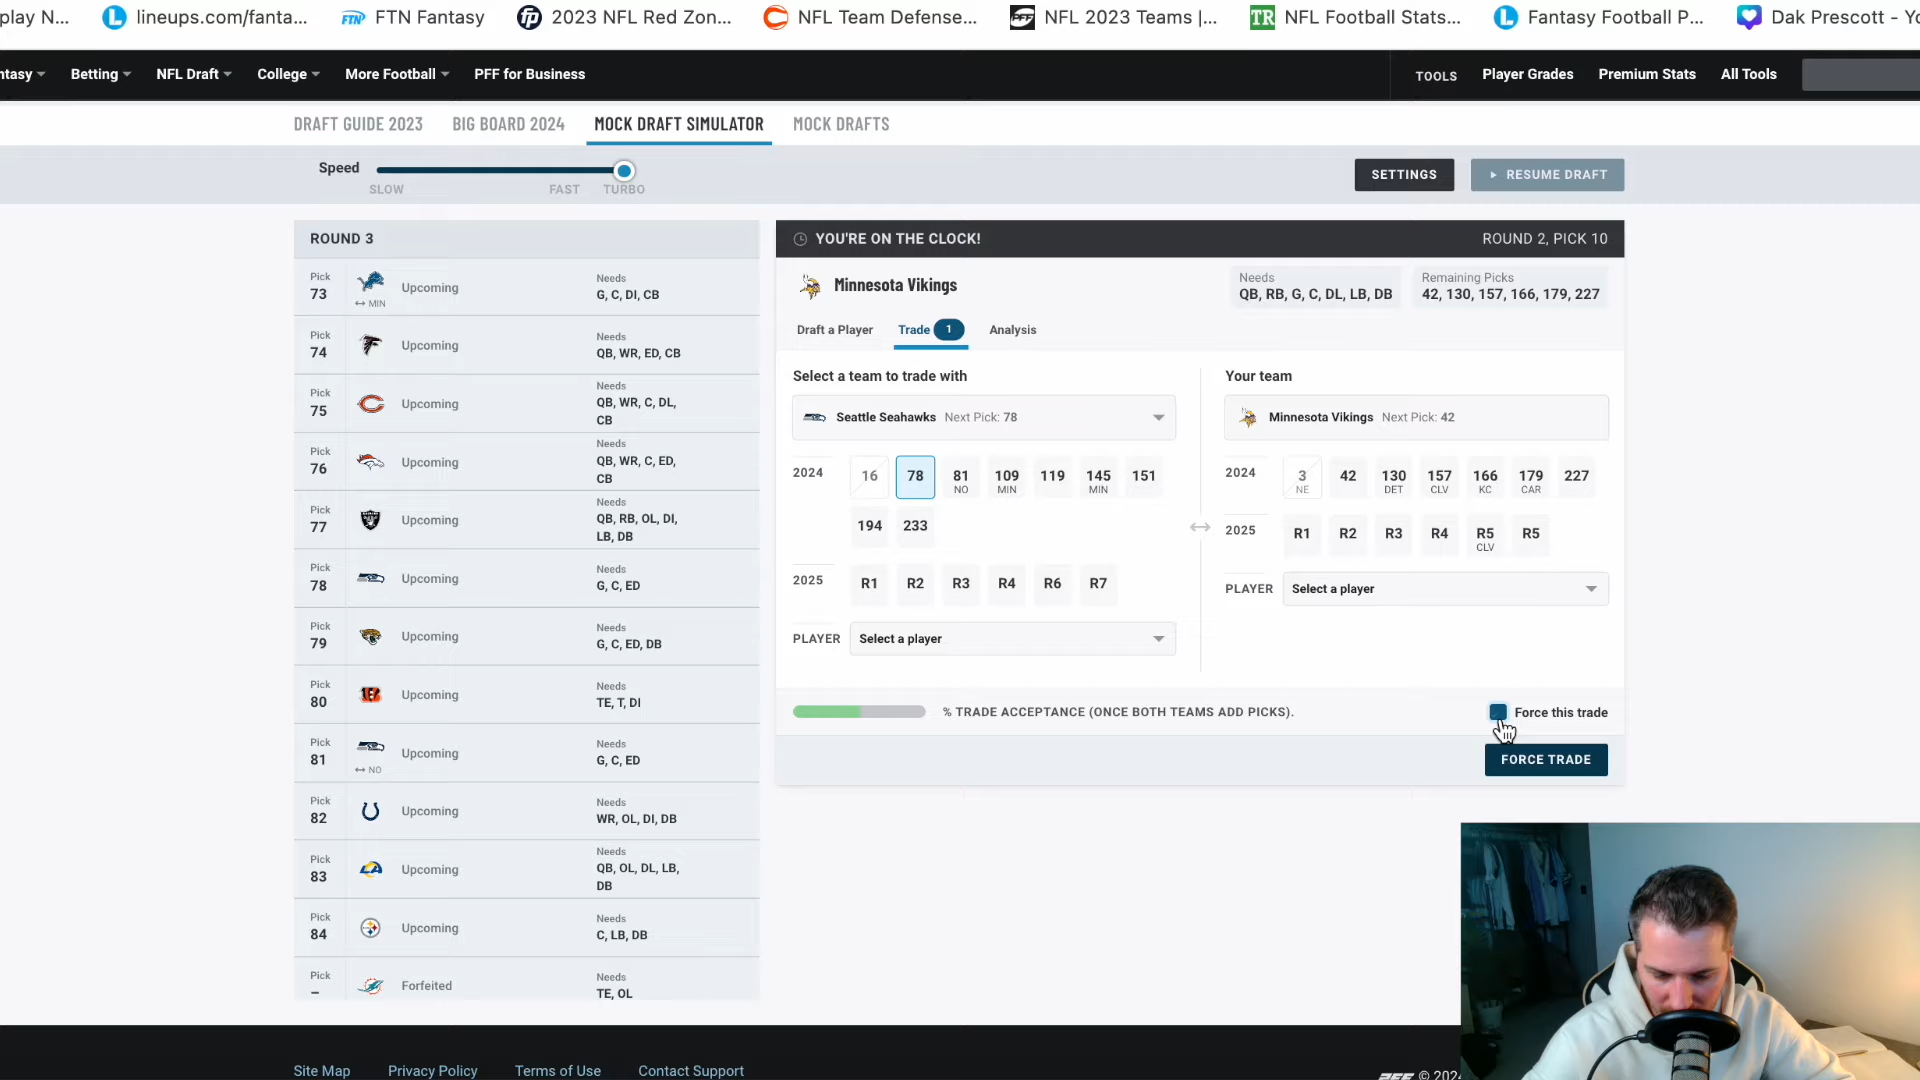 play N...
lineups.com/fanta...
FTN FTN Fantasy
fp 2023 NFL Red Zon...
NFL Team Defense...
PFF NFL 2023 Teams |...
TR NFL Football Stats...
Fantasy Football P...
Dak Prescott - Yo
ntasy Betting NFL Draft College More Football PFF for Business
TOOLS Player Grades Premium Stats All Tools
DRAFT GUIDE 2023 BIG BOARD 2024 MOCK DRAFT SIMULATOR MOCK DRAFTS
Speed
SLOW FAST TURBO
SETTINGS RESUME DRAFT
ROUND 3
Pick 73 MIN Upcoming Needs G, C, DI, CB
Pick 74 Upcoming Needs QB, WR, ED, CB
Pick 75 Upcoming Needs QB, WR, C, DL, CB
Pick 76 Upcoming Needs QB, WR, C, ED, CB
Pick 77 Upcoming Needs QB, RB, OL, DI, LB, DB
Pick 78 Upcoming Needs G, C, ED
Pick 79 Upcoming Needs G, C, ED, DB
Pick 80 Upcoming Needs TE, T, DI
Pick 81 NO Upcoming Needs G, C, ED
Pick 82 Upcoming Needs WR, OL, DI, DB
Pick 83 Upcoming Needs QB, OL, DL, LB, DB
Pick 84 Upcoming Needs C, LB, DB
Pick – Forfeited Needs TE, OL
YOU'RE ON THE CLOCK! ROUND 2, PICK 10
Minnesota Vikings
Needs
QB, RB, G, C, DL, LB, DB
Remaining Picks
42, 130, 157, 166, 179, 227
Draft a Player Trade 1 Analysis
Select a team to trade with
Seattle Seahawks Next Pick: 78
2024 16 78 81 NO 109 MIN 119 145 MIN 151
194 233
2025 R1 R2 R3 R4 R6 R7
PLAYER Select a player
Your team
Minnesota Vikings Next Pick: 42
2024 3 NE 42 130 DET 157 CLV 166 KC 179 CAR 227
2025 R1 R2 R3 R4 R5 CLV R5
PLAYER Select a player
% TRADE ACCEPTANCE (ONCE BOTH TEAMS ADD PICKS).
Force this trade
FORCE TRADE
Site Map Privacy Policy Terms of Use Contact Support
PFF © 2024